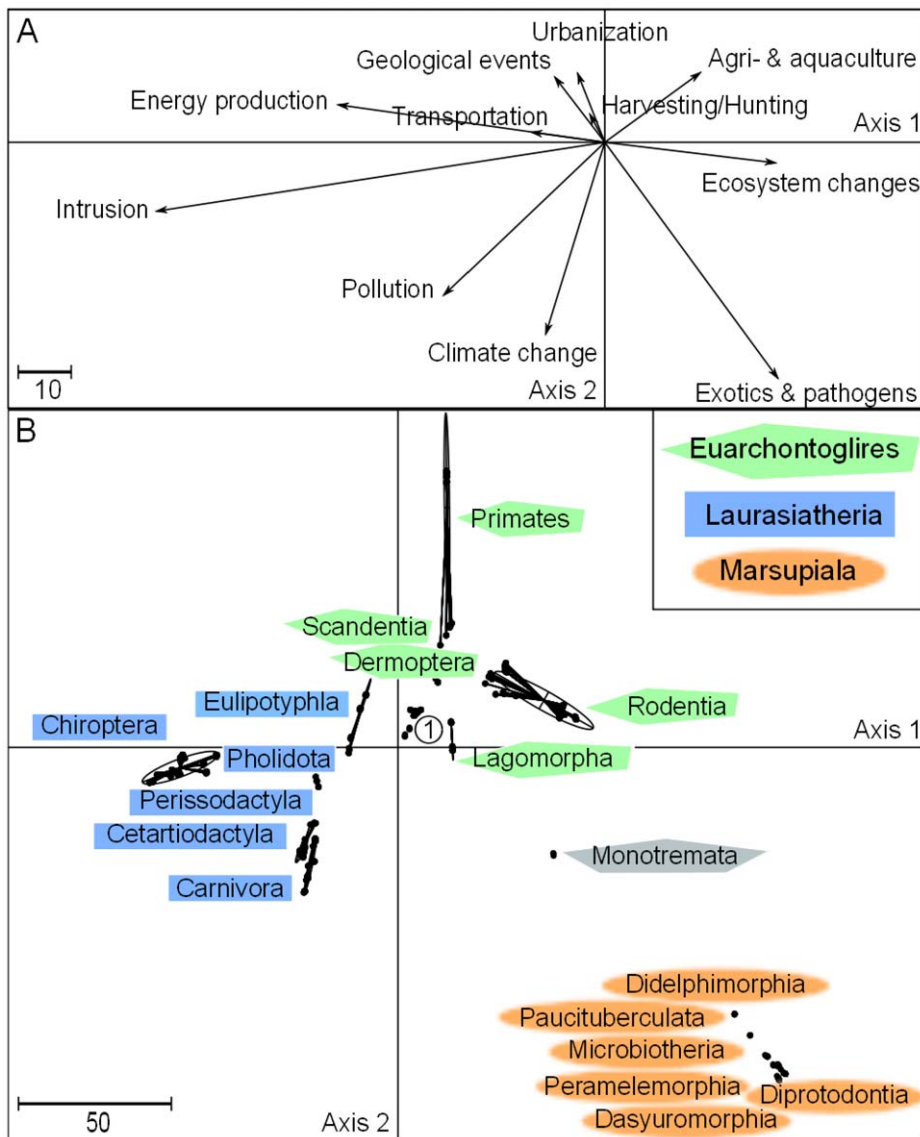 A
Urbanization
Geological events
Agri- & aquaculture
Energy production
Transportation
Harvesting/Hunting
Axis 1
Ecosystem changes
Intrusion
Pollution
Climate change
10
Axis 2
Exotics & pathogens
B
Euarchontoglires
Laurasiatheria
Marsupiala
Primates
Scandentia
Dermoptera
Eulipotyphla
Rodentia
Chiroptera
1
Axis 1
Pholidota
Lagomorpha
Perissodactyla
Cetartiodactyla
Monotremata
Carnivora
Didelphimorphia
Paucituberculata
Microbiotheria
Peramelemorphia
Diprotodontia
50
Axis 2
Dasyuromorphia